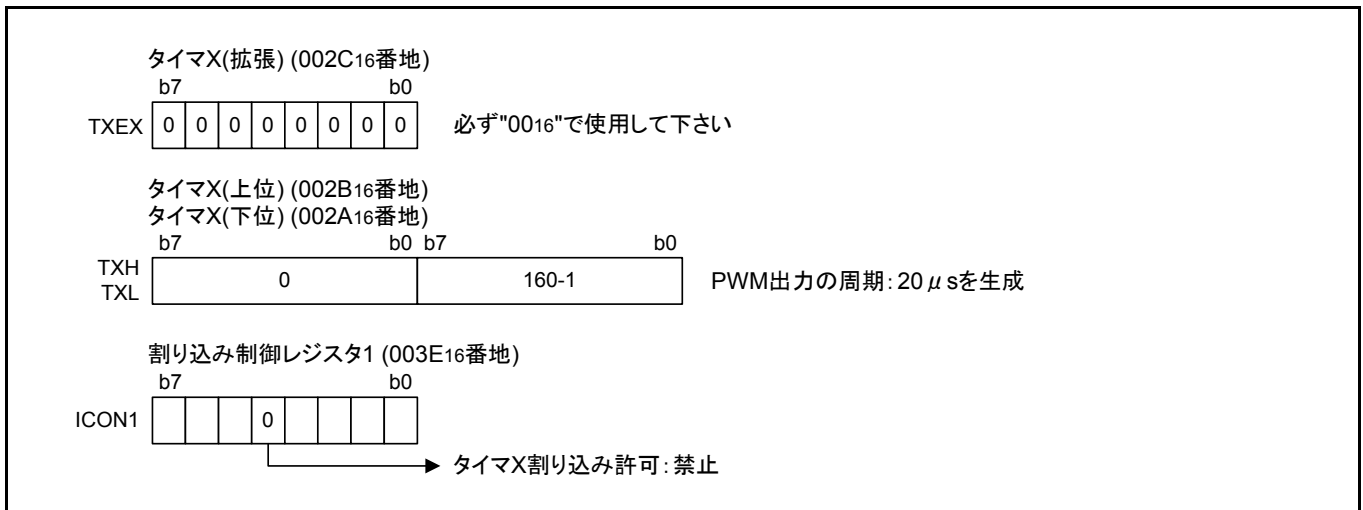 タイマX(拡張) (002C16番地)
b7 b0
TXEX 0 0 0 0 0 0 0 0 必ず"0016"で使用して下さい
タイマX(上位) (002B16番地)
タイマX(下位) (002A16番地)
b7 b0 b7 b0
TXH
TXL 0 160-1 PWM出力の周期:20μsを生成
割り込み制御レジスタ1 (003E16番地)
b7 b0
ICON1 0
タイマX割り込み許可:禁止